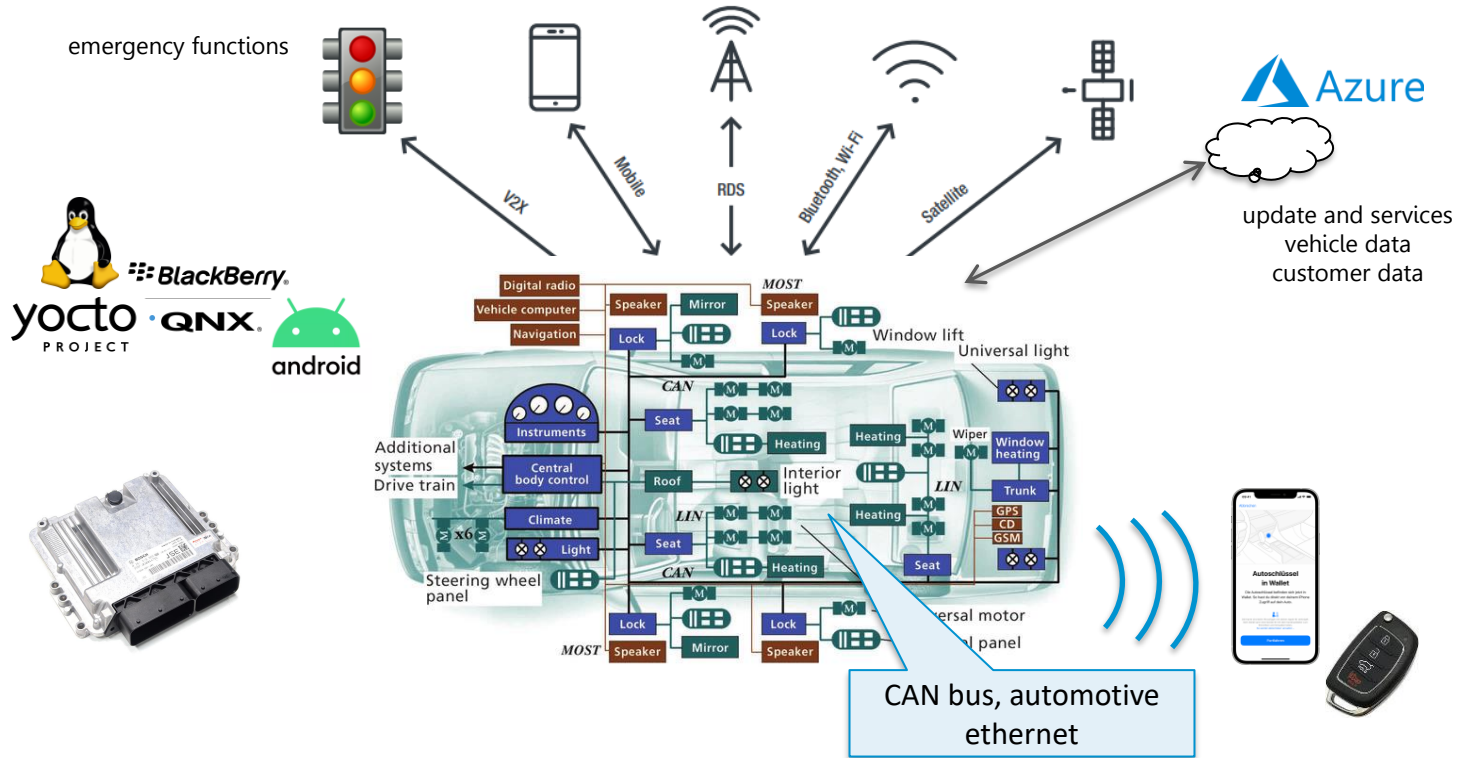 emergency functions
V2X
Mobile
RDS
Bluetooth, Wi-Fi
Satellite
Azure
update and services
vehicle data
customer data
BlackBerry
QNX
yocto
PROJECT
android
Digital radio
Vehicle computer
Navigation
Speaker
Mirror
Lock
MOST
Speaker
Lock
Window lift
Universal light
CAN
M
M
M
M
M
M
Seat
Heating
Instruments
Additional
systems
Drive train
Central
body control
Roof
Interior
light
Heating
M
M
Wiper
M
Window
heating
LIN
Trunk
Climate
x6
M
M
Light
LIN
M
M
M
M
Seat
CAN
Heating
Heating
M
M
GPS
CD
GSM
Seat
Steering wheel
panel
Lock
M
Mirror
MOST
Speaker
Lock
M
Speaker
ersal motor
l panel
CAN bus, automotive
ethernet
BOSCH
Autoschlüssel
in Wallet